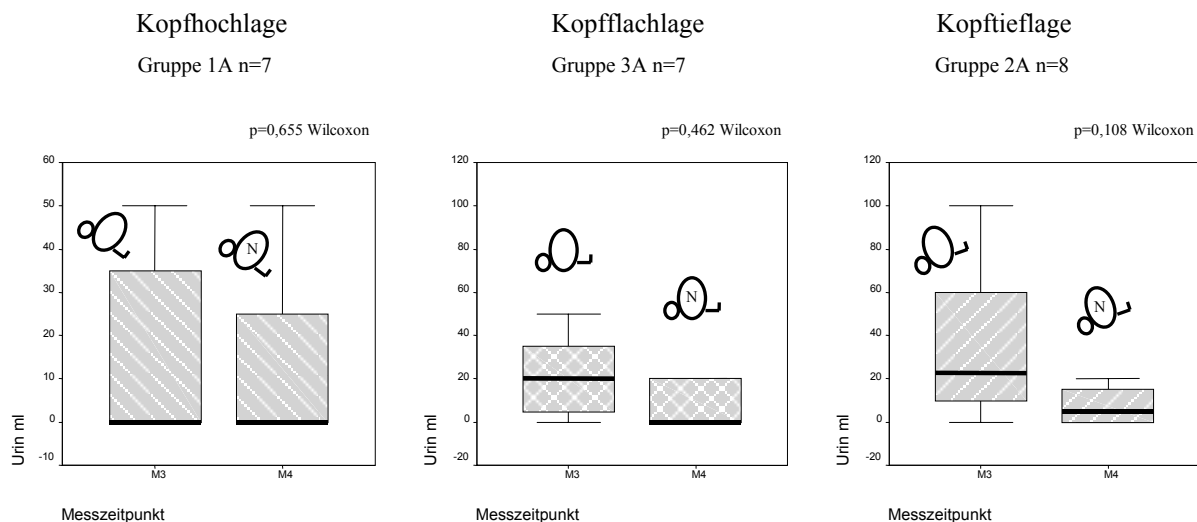 Kopfhochlage
Gruppe 1A n=7
p=0,655 Wilcoxon
60
50
40
30
20
10
0
-10
Urin ml
N
M3
M4
Messzeitpunkt
Kopfflachlage
Gruppe 3A n=7
p=0,462 Wilcoxon
120
100
80
60
40
20
0
-20
Urin ml
N
M3
M4
Messzeitpunkt
Kopftieflage
Gruppe 2A n=8
p=0,108 Wilcoxon
120
100
80
60
40
20
0
-20
Urin ml
N
M3
M4
Messzeitpunkt